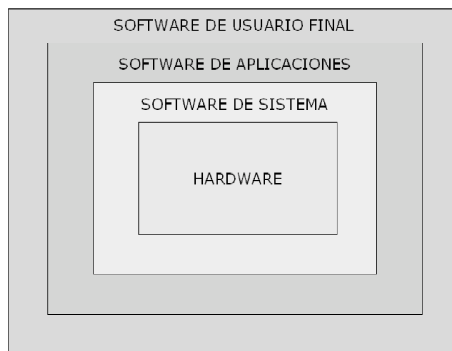 SOFTWARE DE USUARIO FINAL
SOFTWARE DE APLICACIONES
SOFTWARE DE SISTEMA
HARDWARE